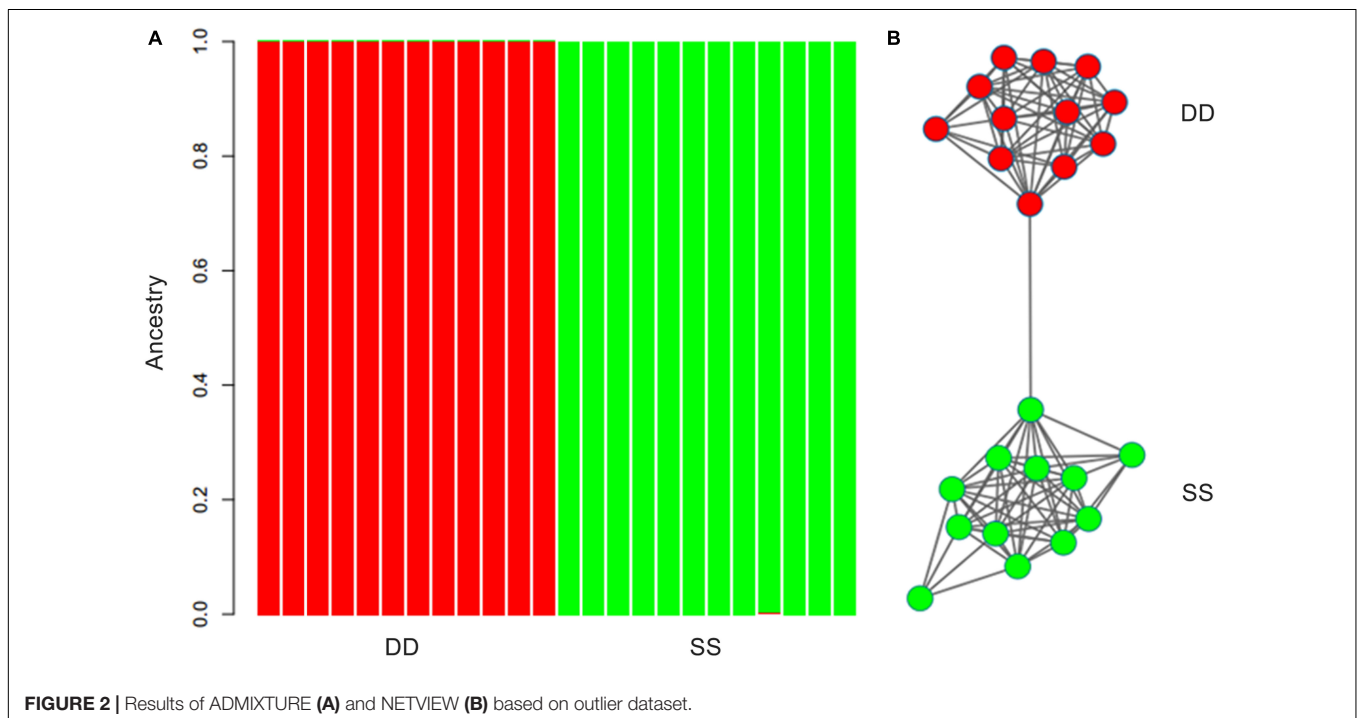 A
B
1.0
0.8
0.6
0.4
0.2
0.0
Ancestry
DD
SS
DD
SS
FIGURE 2 | Results of ADMIXTURE (A) and NETVIEW (B) based on outlier dataset.